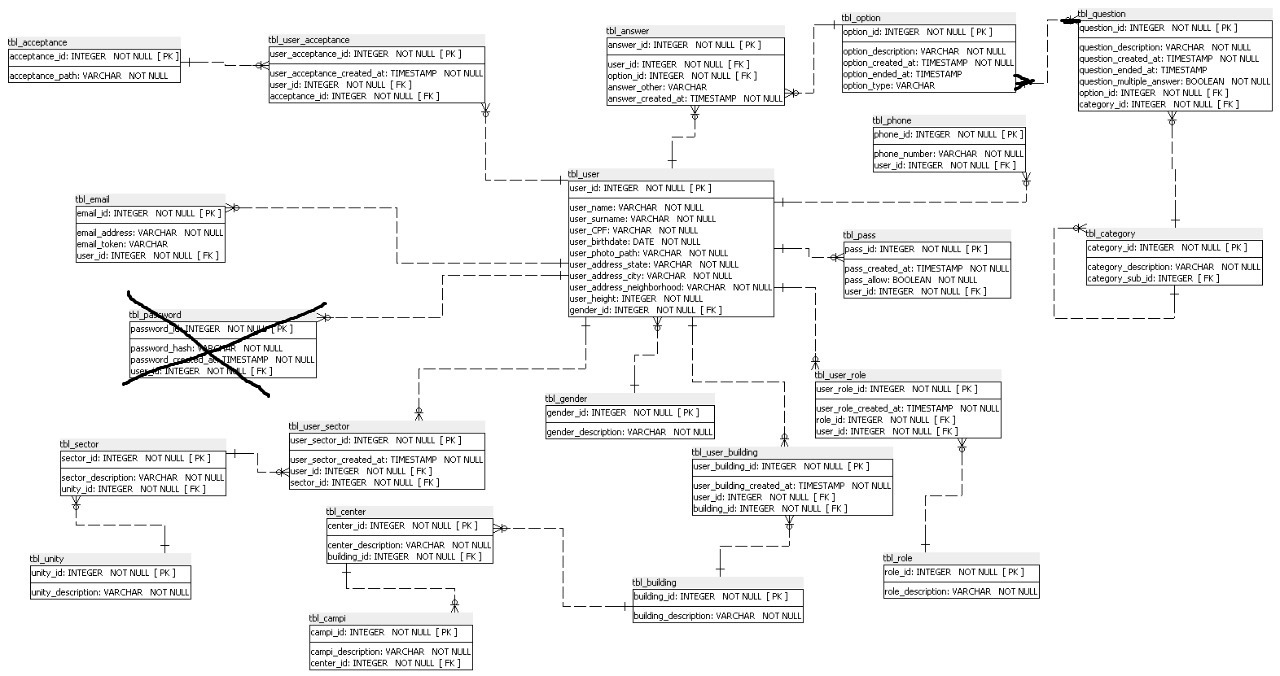 tbl_acceptance
acceptance_id: INTEGER NOT NULL [ PK ]
acceptance_path: VARCHAR NOT NULL
tbl_user_acceptance
user_acceptance_id: INTEGER NOT NULL [ PK ]
user_acceptance_created_at: TIMESTAMP NOT NULL
user_id: INTEGER NOT NULL [ FK ]
acceptance_id: INTEGER NOT NULL [ FK ]
tbl_answer
answer_id: INTEGER NOT NULL [ PK ]
user_id: INTEGER NOT NULL [ FK ]
option_id: INTEGER NOT NULL [ FK ]
answer_other: VARCHAR
answer_created_at: TIMESTAMP NOT NULL
tbl_option
option_id: INTEGER NOT NULL [ PK ]
option_description: VARCHAR NOT NULL
option_created_at: TIMESTAMP NOT NULL
option_ended_at: TIMESTAMP
option_type: VARCHAR
tbl_question
question_id: INTEGER NOT NULL [ PK ]
question_description: VARCHAR NOT NULL
question_created_at: TIMESTAMP NOT NULL
question_ended_at: TIMESTAMP
question_multiple_answer: BOOLEAN NOT NULL
option_id: INTEGER NOT NULL [ FK ]
category_id: INTEGER NOT NULL [ FK ]
tbl_phone
phone_id: INTEGER NOT NULL [ PK ]
phone_number: VARCHAR NOT NULL
user_id: INTEGER NOT NULL [ FK ]
tbl_user
user_id: INTEGER NOT NULL [ PK ]
user_name: VARCHAR NOT NULL
user_surname: VARCHAR NOT NULL
user_CPF: VARCHAR NOT NULL
user_birthdate: DATE NOT NULL
user_photo_path: VARCHAR NOT NULL
user_address_state: VARCHAR NOT NULL
user_address_city: VARCHAR NOT NULL
user_address_neighborhood: VARCHAR NOT NULL
user_height: INTEGER NOT NULL
gender_id: INTEGER NOT NULL [ FK ]
tbl_email
email_id: INTEGER NOT NULL [ PK ]
email_address: VARCHAR NOT NULL
email_token: VARCHAR
user_id: INTEGER NOT NULL [ FK ]
tbl_pass
pass_id: INTEGER NOT NULL [ PK ]
pass_created_at: TIMESTAMP NOT NULL
pass_allow: BOOLEAN NOT NULL
user_id: INTEGER NOT NULL [ FK ]
tbl_category
category_id: INTEGER NOT NULL [ PK ]
category_description: VARCHAR NOT NULL
category_sub_id: INTEGER [ FK ]
tbl_password
password_id: INTEGER NOT NULL [ PK ]
password_hash: VARCHAR NOT NULL
password_created_at: TIMESTAMP NOT NULL
user_id: INTEGER NOT NULL [ FK ]
tbl_user_role
user_role_id: INTEGER NOT NULL [ PK ]
user_role_created_at: TIMESTAMP NOT NULL
role_id: INTEGER NOT NULL [ FK ]
user_id: INTEGER NOT NULL [ FK ]
tbl_gender
gender_id: INTEGER NOT NULL [ PK ]
gender_description: VARCHAR NOT NULL
tbl_user_sector
user_sector_id: INTEGER NOT NULL [ PK ]
user_sector_created_at: TIMESTAMP NOT NULL
user_id: INTEGER NOT NULL [ FK ]
sector_id: INTEGER NOT NULL [ FK ]
tbl_sector
sector_id: INTEGER NOT NULL [ PK ]
sector_description: VARCHAR NOT NULL
unity_id: INTEGER NOT NULL [ FK ]
tbl_user_building
user_building_id: INTEGER NOT NULL [ PK ]
user_building_created_at: TIMESTAMP NOT NULL
user_id: INTEGER NOT NULL [ FK ]
building_id: INTEGER NOT NULL [ FK ]
tbl_center
center_id: INTEGER NOT NULL [ PK ]
center_description: VARCHAR NOT NULL
building_id: INTEGER NOT NULL [ FK ]
tbl_unity
unity_id: INTEGER NOT NULL [ PK ]
unity_description: VARCHAR NOT NULL
tbl_role
role_id: INTEGER NOT NULL [ PK ]
role_description: VARCHAR NOT NULL
tbl_building
building_id: INTEGER NOT NULL [ PK ]
building_description: VARCHAR NOT NULL
tbl_campi
campi_id: INTEGER NOT NULL [ PK ]
campi_description: VARCHAR NOT NULL
center_id: INTEGER NOT NULL [ FK ]